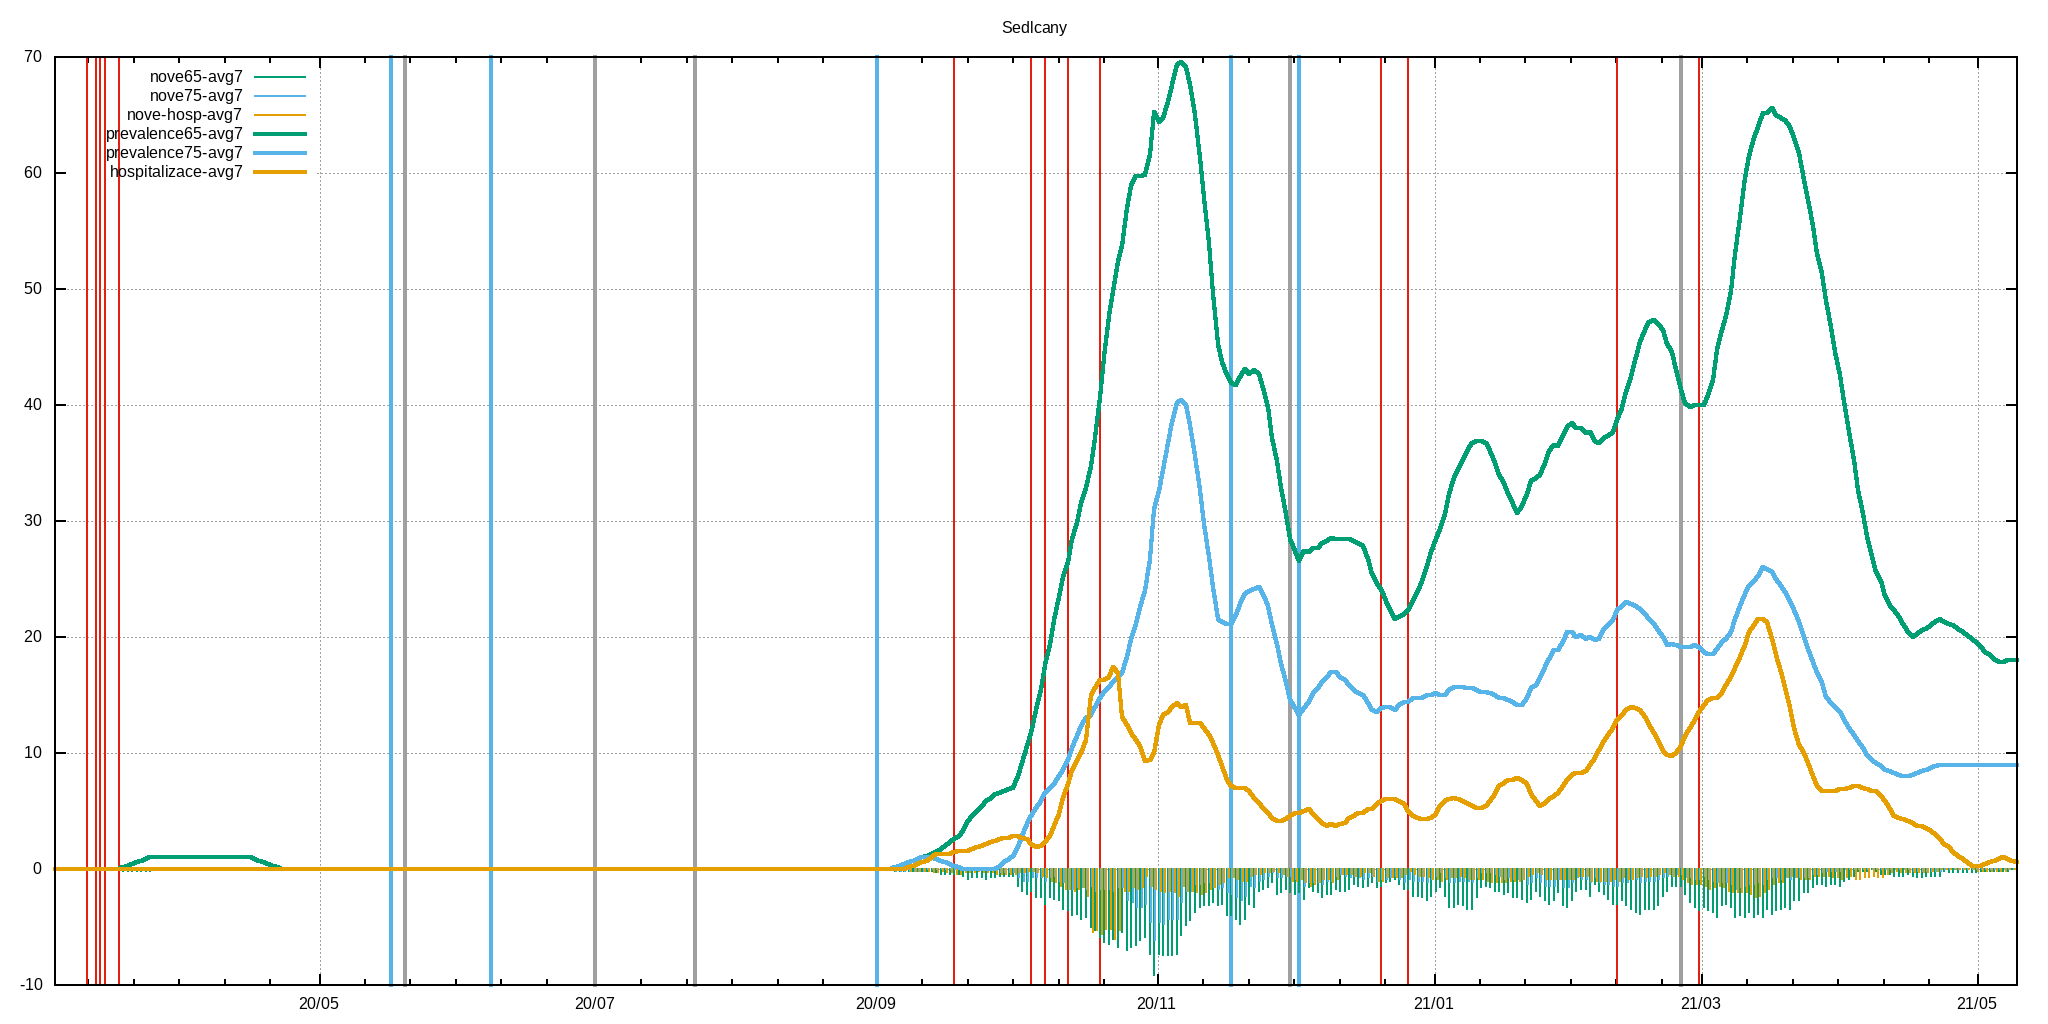 Sedlcany
nove65-avg7
nove75-avg7
nove-hosp-avg7
prevalence65-avg7
prevalence75-avg7
hospitalizace-avg7
70
60
50
40
30
20
10
0
-10
20/05 20/07 20/09 20/11 21/01 21/03 21/05